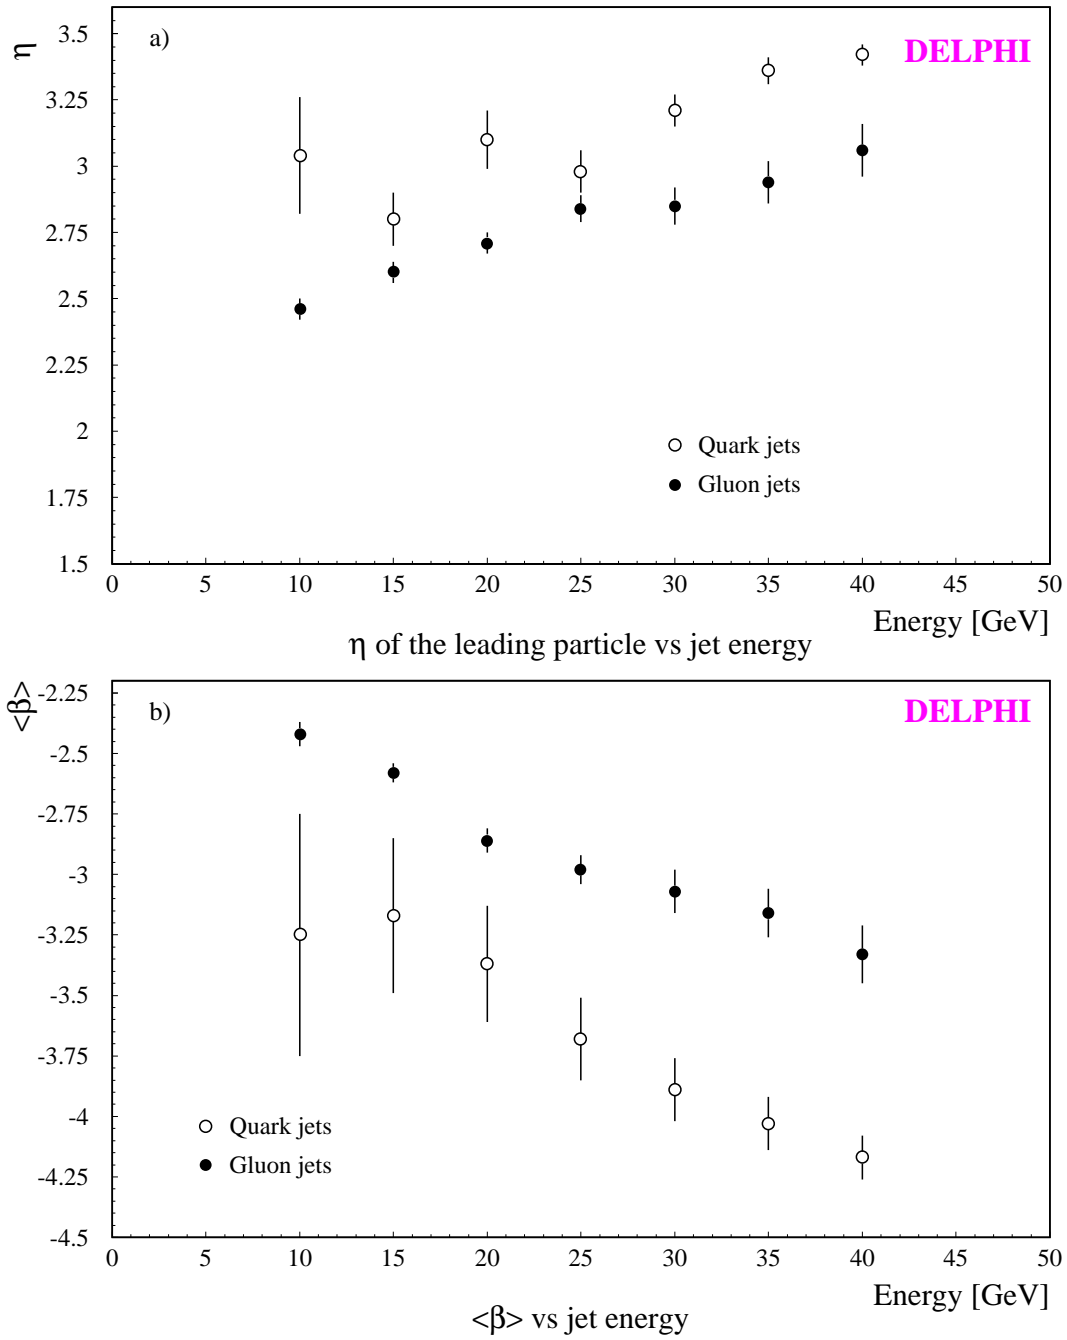 η
a)
DELPHI
3.5
3.25
3
2.75
2.5
2.25
2
1.75
1.5
Quark jets
Gluon jets
0 5 10 15 20 25 30 35 40 45 50
Energy [GeV]
η of the leading particle vs jet energy
<β>
b)
DELPHI
-2.25
-2.5
-2.75
-3
-3.25
-3.5
-3.75
-4
-4.25
-4.5
Quark jets
Gluon jets
0 5 10 15 20 25 30 35 40 45 50
Energy [GeV]
<β> vs jet energy